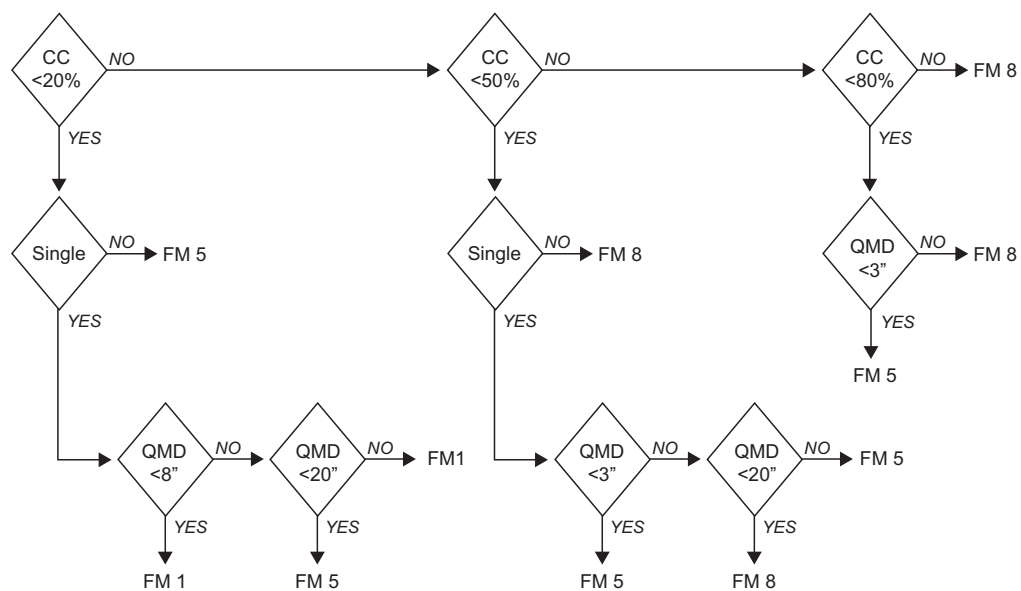 CC NO CC NO CC NO FM 8
<20% <50% <80%
YES YES YES
Single NO FM 5 Single NO FM 8 QMD NO FM 8
<3”
YES YES YES
FM 5
QMD NO QMD NO FM1 QMD NO QMD NO FM 5
<8” <20” <3” <20”
YES YES YES YES
FM 1 FM 5 FM 5 FM 8